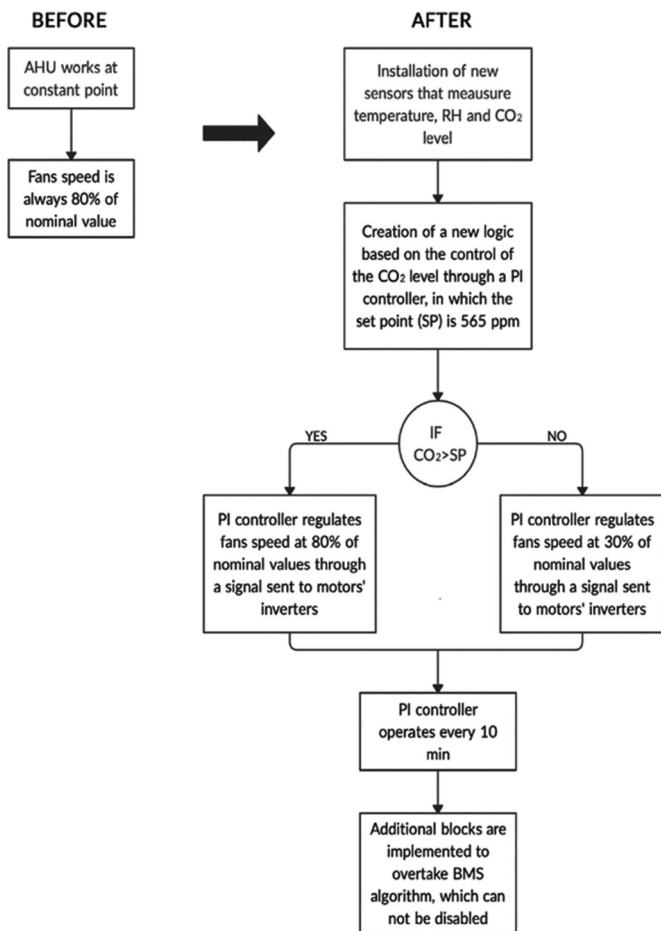 BEFORE
AHU works at
constant point
Fans speed is
always 80% of
nominal value
AFTER
Installation of new
sensors that meausure
temperature, RH and CO₂
level
Creation of a new logic
based on the control of
the CO₂ level through a PI
controller, in which the
set point (SP) is 565 ppm
IF
CO₂>SP
YES
NO
PI controller regulates
fans speed at 80% of
nominal values through
a signal sent to motors'
inverters
PI controller regulates
fans speed at 30% of
nominal values
through a signal sent
to motors' inverters
PI controller
operates every 10
min
Additional blocks are
implemented to
overtake BMS
algorithm, which can
not be disabled